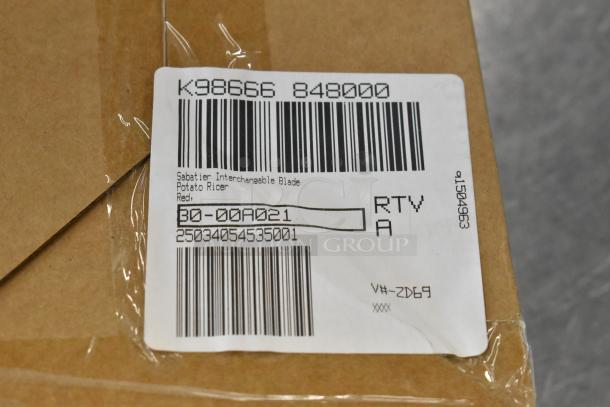 K98666 848000
Sabatier Interchangable Blade
Potato Ricer
Red,
30-00A021
25034054535001
RTV
A
V#-ZD69
XXXX
a1504963
GROUP